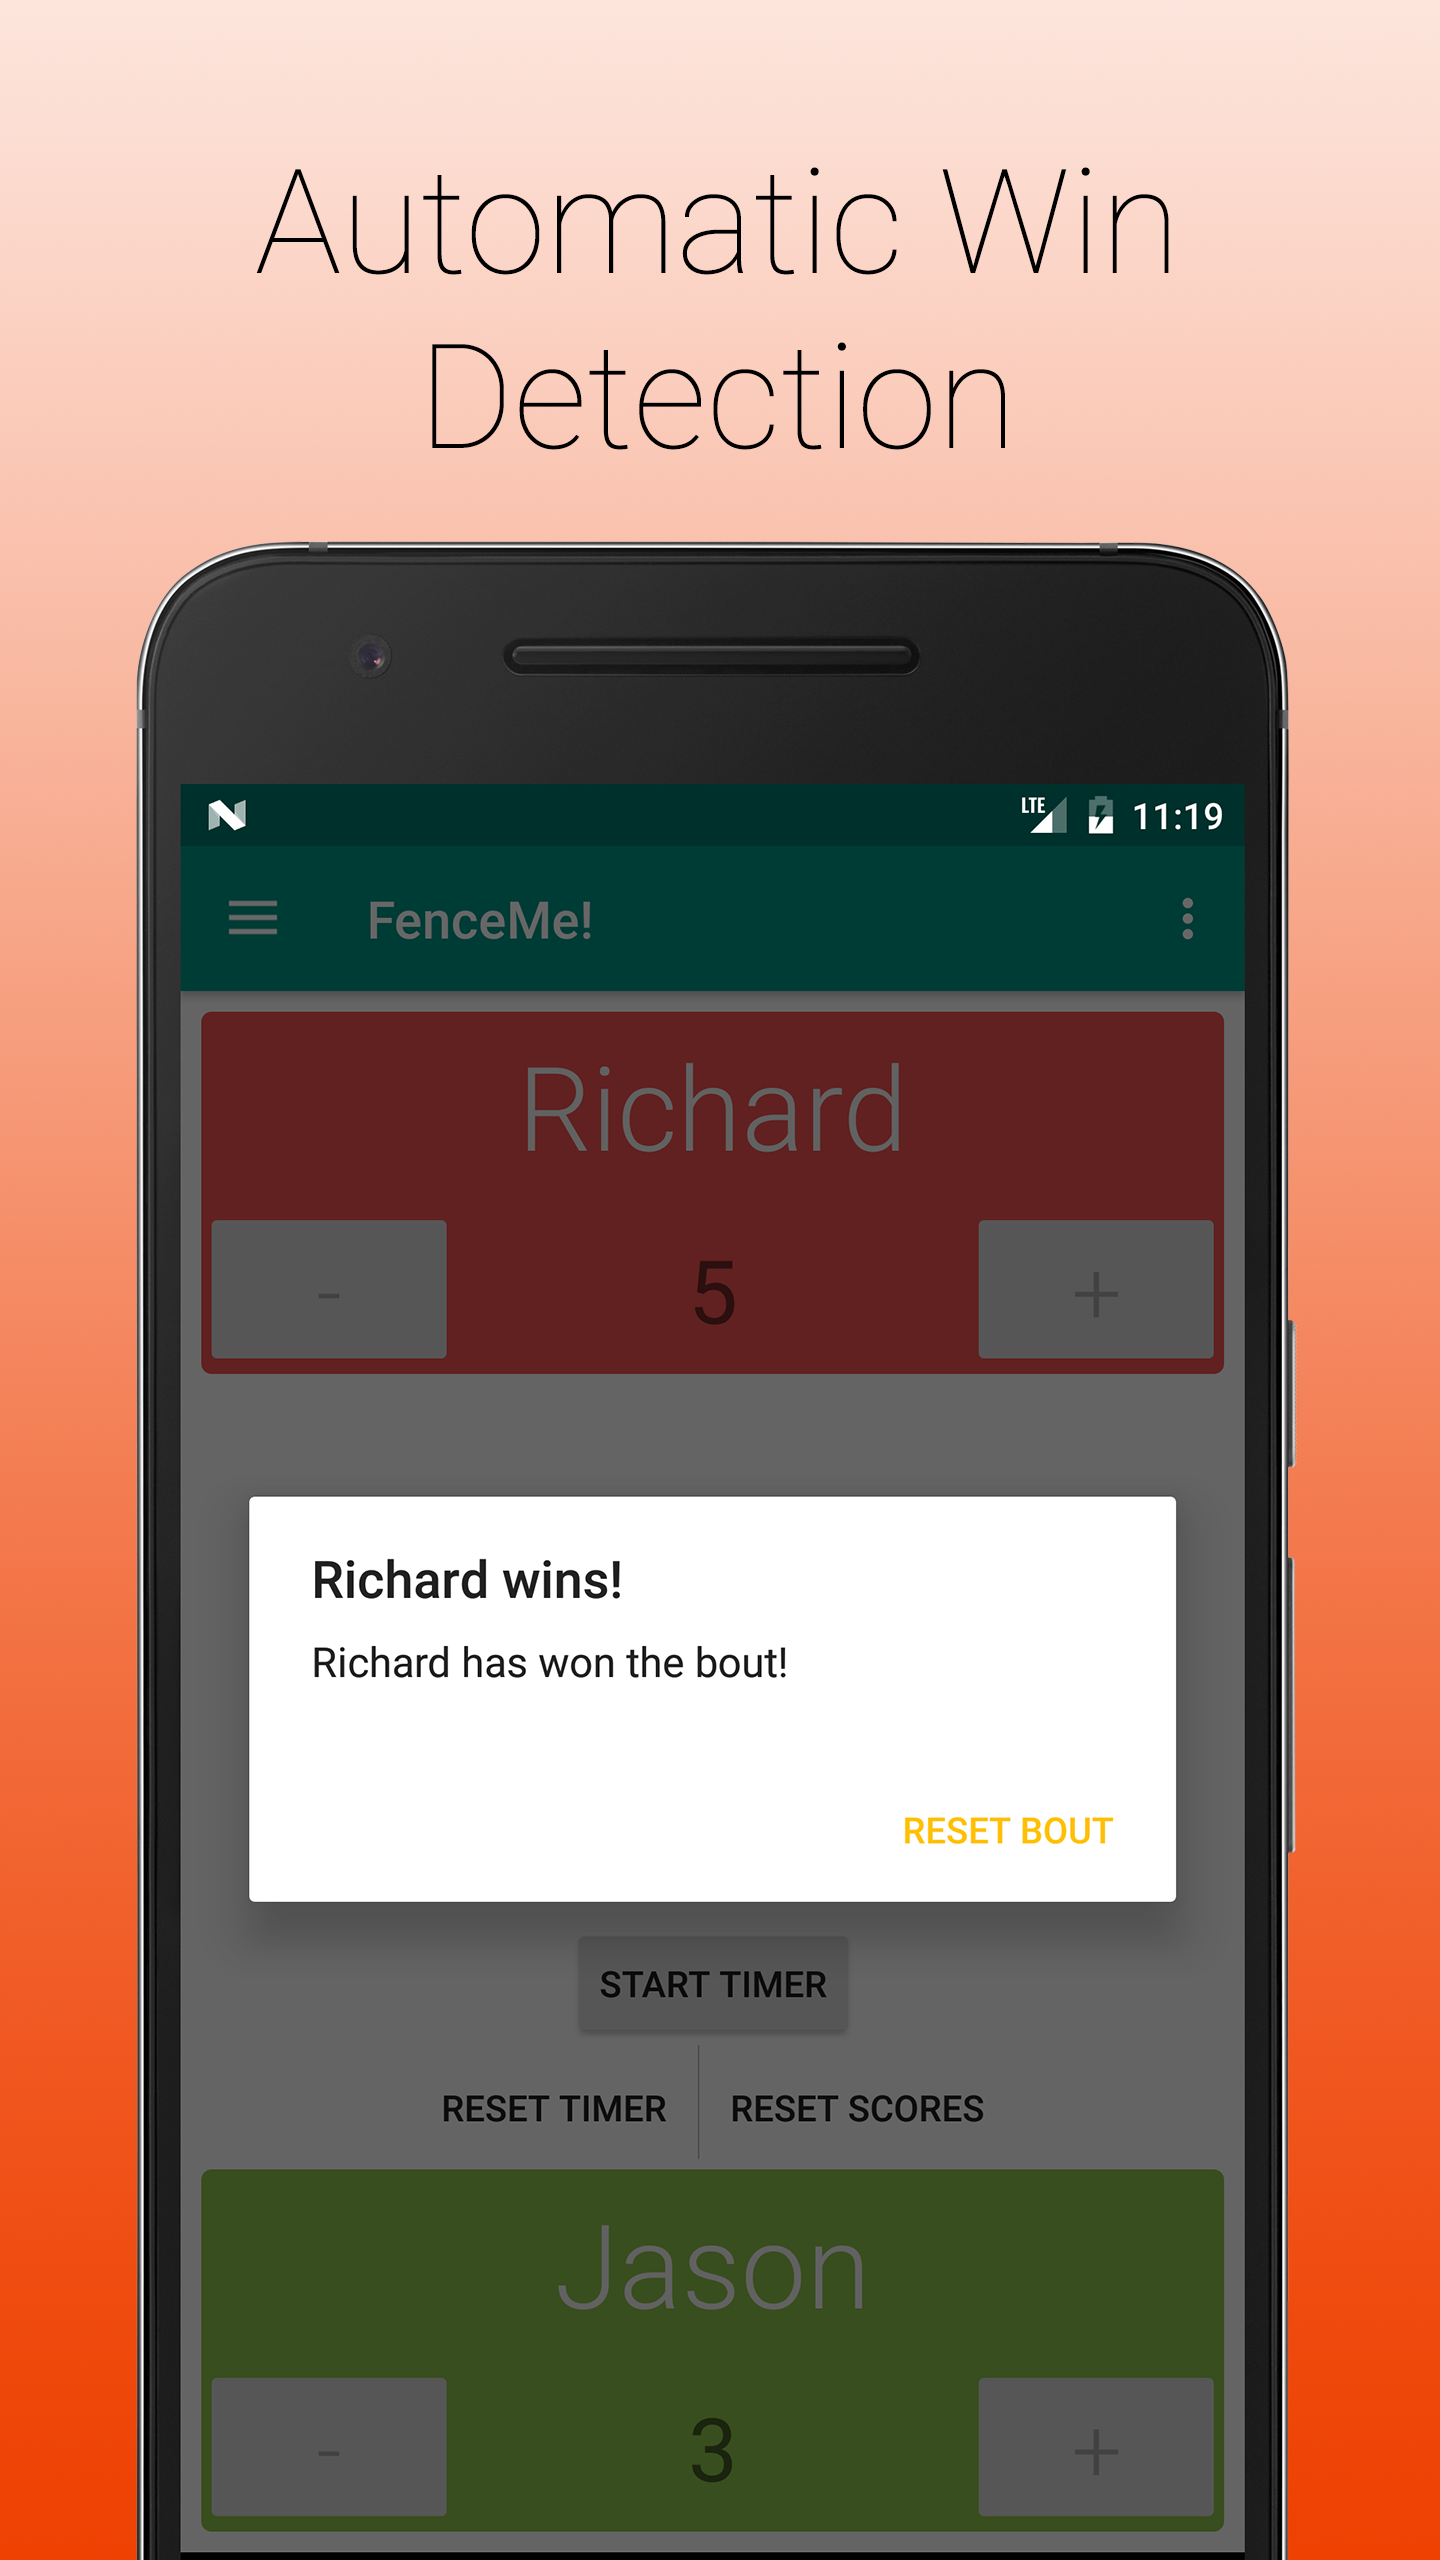 Automatic Win
Detection
LTE 11:19
FenceMe!
Richard
- 5 +
Richard wins!
Richard has won the bout!
RESET BOUT
START TIMER
RESET TIMER RESET SCORES
Jason
- 3 +